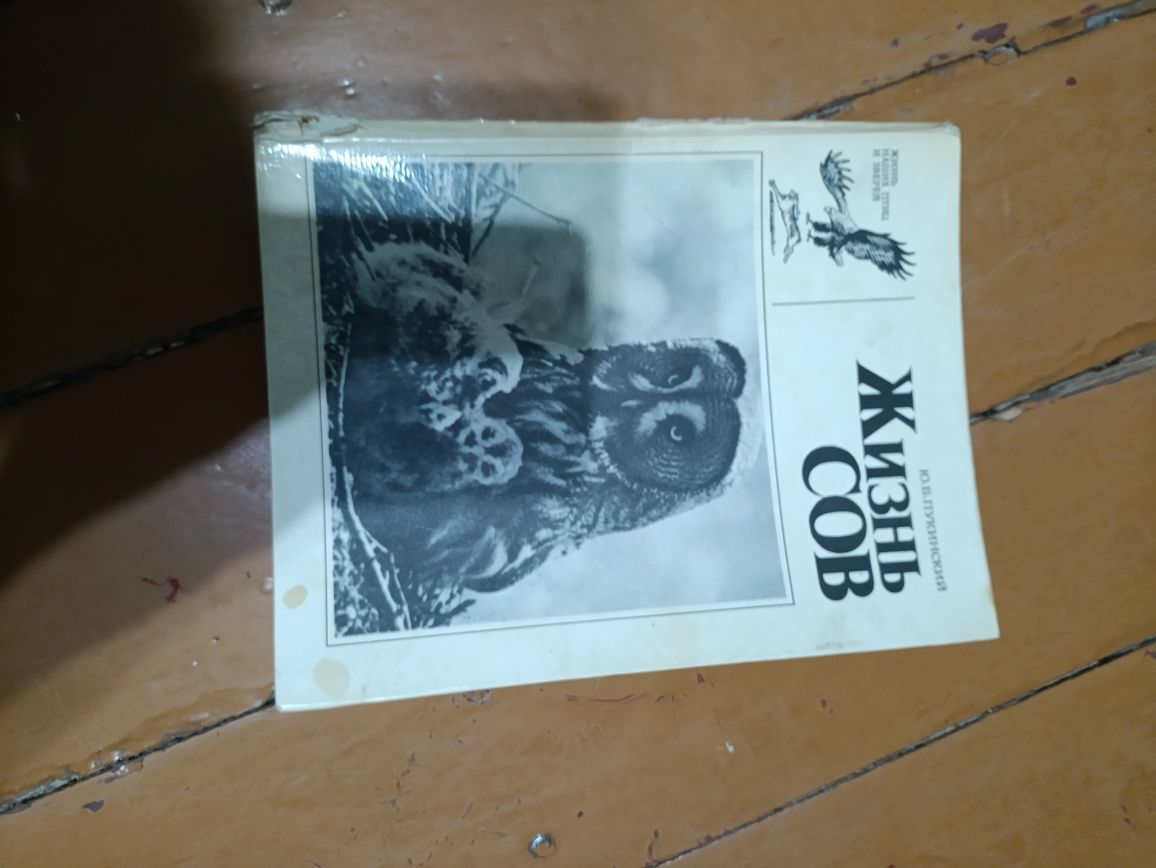 ЖИЗНЬ
НАШИХ ПТИЦ
И ЗВЕРЕЙ
Ю.Б.ПУКИНСКИЙ
ЖИЗНЬ
СОВ